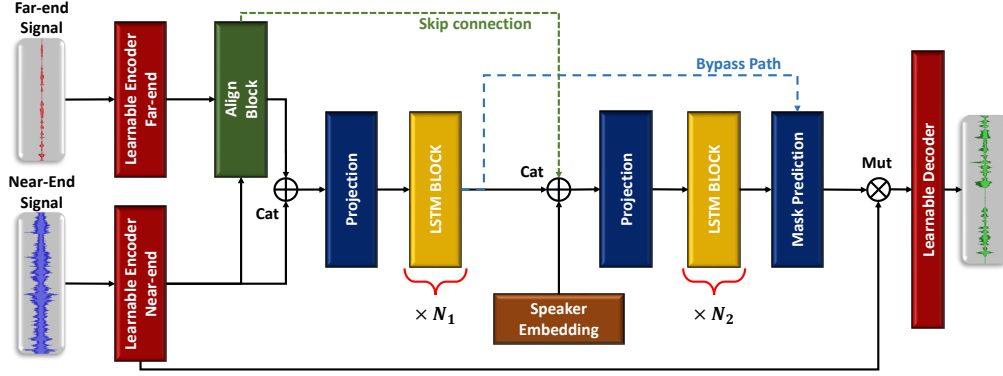 Far-end
Signal
Learnable Encoder
Far-end
Align
Block
Skip connection
Bypass Path
Near-End
Signal
Learnable Encoder
Near-end
Cat
Projection
LSTM BLOCK
× N₁
Cat
Speaker
Embedding
Projection
LSTM BLOCK
× N₂
Mask Prediction
Mut
Learnable Decoder